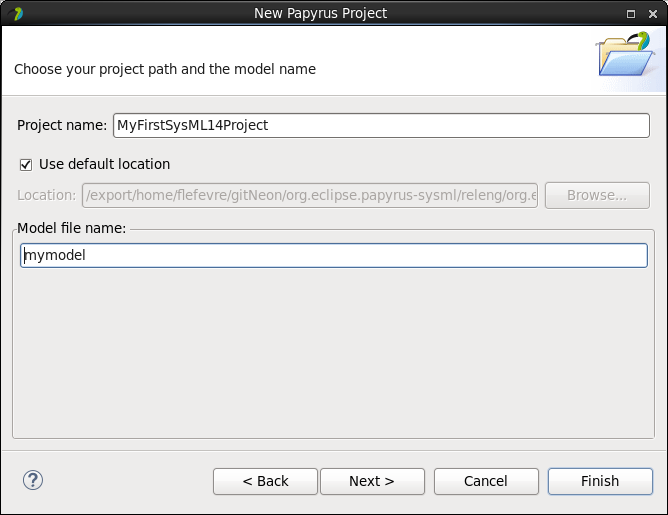 New Papyrus Project
Choose your project path and the model name
Project name: MyFirstSysML14Project
Use default location
Location: /export/home/flefevre/gitNeon/org.eclipse.papyrus-sysml/releng/org.e Browse...
Model file name:
mymodel
? < Back Next > Cancel Finish